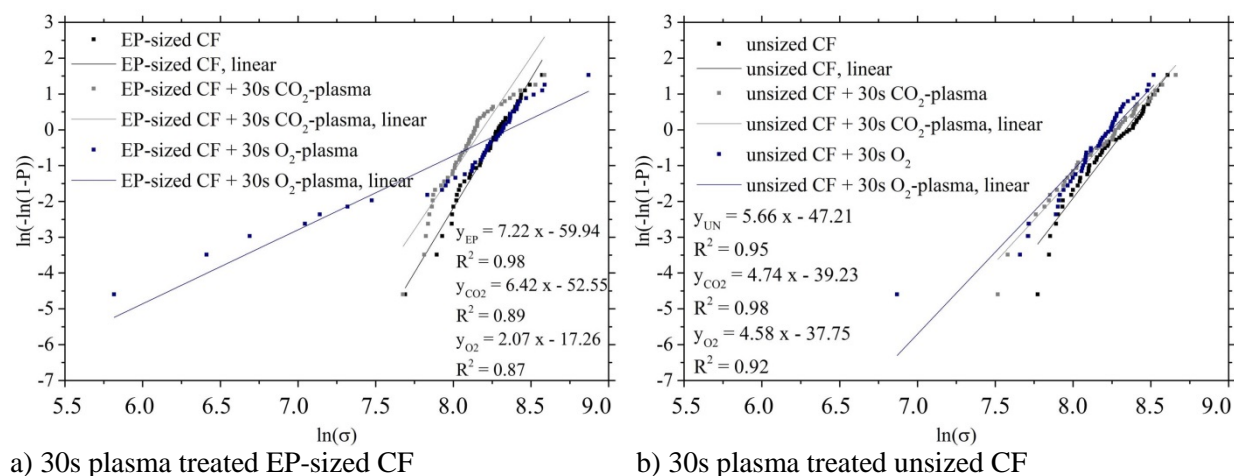 3
2
1
0
-1
-2
-3
-4
-5
-6
-7
ln(-ln(1-P))
EP-sized CF
EP-sized CF, linear
EP-sized CF + 30s CO₂-plasma
EP-sized CF + 30s CO₂-plasma, linear
EP-sized CF + 30s O₂-plasma
EP-sized CF + 30s O₂-plasma, linear
y_EP = 7.22 x - 59.94
R² = 0.98
y_CO2 = 6.42 x - 52.55
R² = 0.89
y_O2 = 2.07 x - 17.26
R² = 0.87
5.5 6.0 6.5 7.0 7.5 8.0 8.5 9.0
ln(σ)
a) 30s plasma treated EP-sized CF
3
2
1
0
-1
-2
-3
-4
-5
-6
-7
ln(-ln(1-P))
unsized CF
unsized CF, linear
unsized CF + 30s CO₂-plasma
unsized CF + 30s CO₂-plasma, linear
unsized CF + 30s O₂
unsized CF + 30s O₂-plasma, linear
y_UN = 5.66 x - 47.21
R² = 0.95
y_CO2 = 4.74 x - 39.23
R² = 0.98
y_O2 = 4.58 x - 37.75
R² = 0.92
5.5 6.0 6.5 7.0 7.5 8.0 8.5 9.0
ln(σ)
b) 30s plasma treated unsized CF